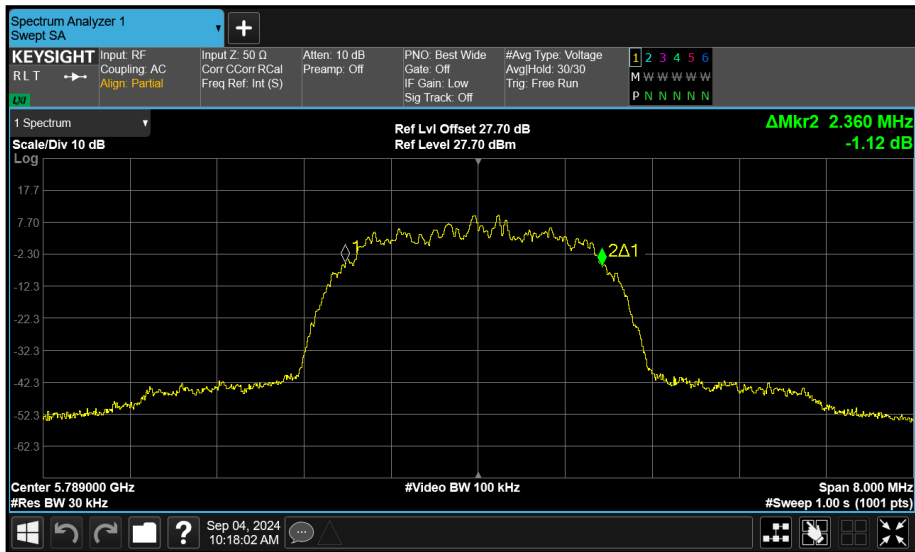 Spectrum Analyzer 1
Swept SA
+
KEYSIGHT Input: RF Input Z: 50 Ω Atten: 10 dB PNO: Best Wide #Avg Type: Voltage 1 2 3 4 5 6
R L T Coupling: AC Corr CCorr RCal Preamp: Off Gate: Off Avg|Hold: 30/30 M W W W W W
Align: Partial Freq Ref: Int (S) IF Gain: Low Trig: Free Run
LXI Sig Track: Off P N N N N N
1 Spectrum Ref Lvl Offset 27.70 dB ΔMkr2 2.360 MHz
Scale/Div 10 dB Ref Level 27.70 dBm -1.12 dB
Log
17.7
7.70
1
2Δ1
-2.30
-12.3
-22.3
-32.3
-42.3
-52.3
-62.3
Center 5.789000 GHz #Video BW 100 kHz Span 8.000 MHz
#Res BW 30 kHz #Sweep 1.00 s (1001 pts)
? Sep 04, 2024
10:18:02 AM